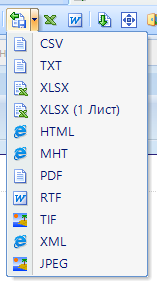 CSV
TXT
XLSX
XLSX (1 Лист)
HTML
MHT
PDF
RTF
TIF
XML
JPEG